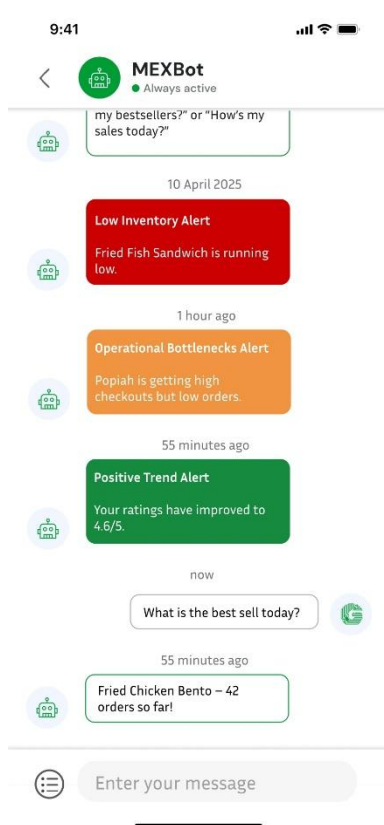 9:41
MEXBot
Always active
my bestsellers?" or "How's my
sales today?"
10 April 2025
Low Inventory Alert
Fried Fish Sandwich is running
low.
1 hour ago
Operational Bottlenecks Alert
Popiah is getting high
checkouts but low orders.
55 minutes ago
Positive Trend Alert
Your ratings have improved to
4.6/5.
now
What is the best sell today?
55 minutes ago
Fried Chicken Bento – 42
orders so far!
Enter your message